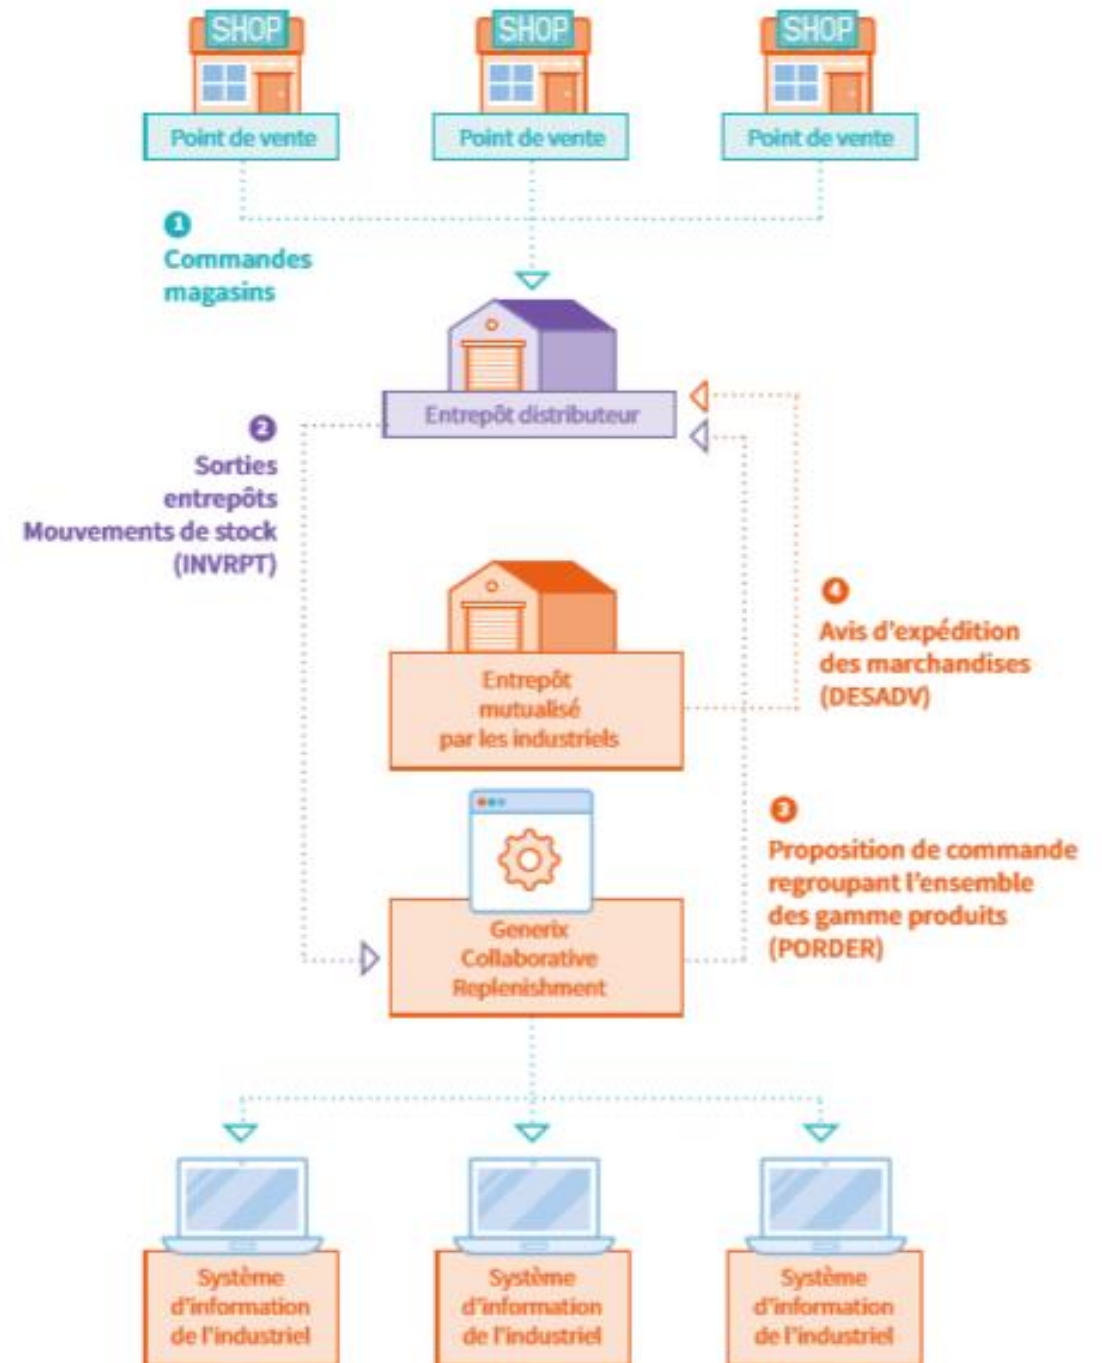 SHOP
SHOP
SHOP
Point de vente
Point de vente
Point de vente
1
Commandes
magasins
Entrepôt distributeur
2
Sorties
entrepôts
Mouvements de stock
(INVRPT)
4
Avis d'expédition
des marchandises
(DESADV)
Entrepôt
mutualisé
par les industriels
3
Proposition de commande
regroupant l'ensemble
des gamme produits
(PORDER)
Generix
Collaborative
Replenishment
Système
d'information
de l'industriel
Système
d'information
de l'industriel
Système
d'information
de l'industriel